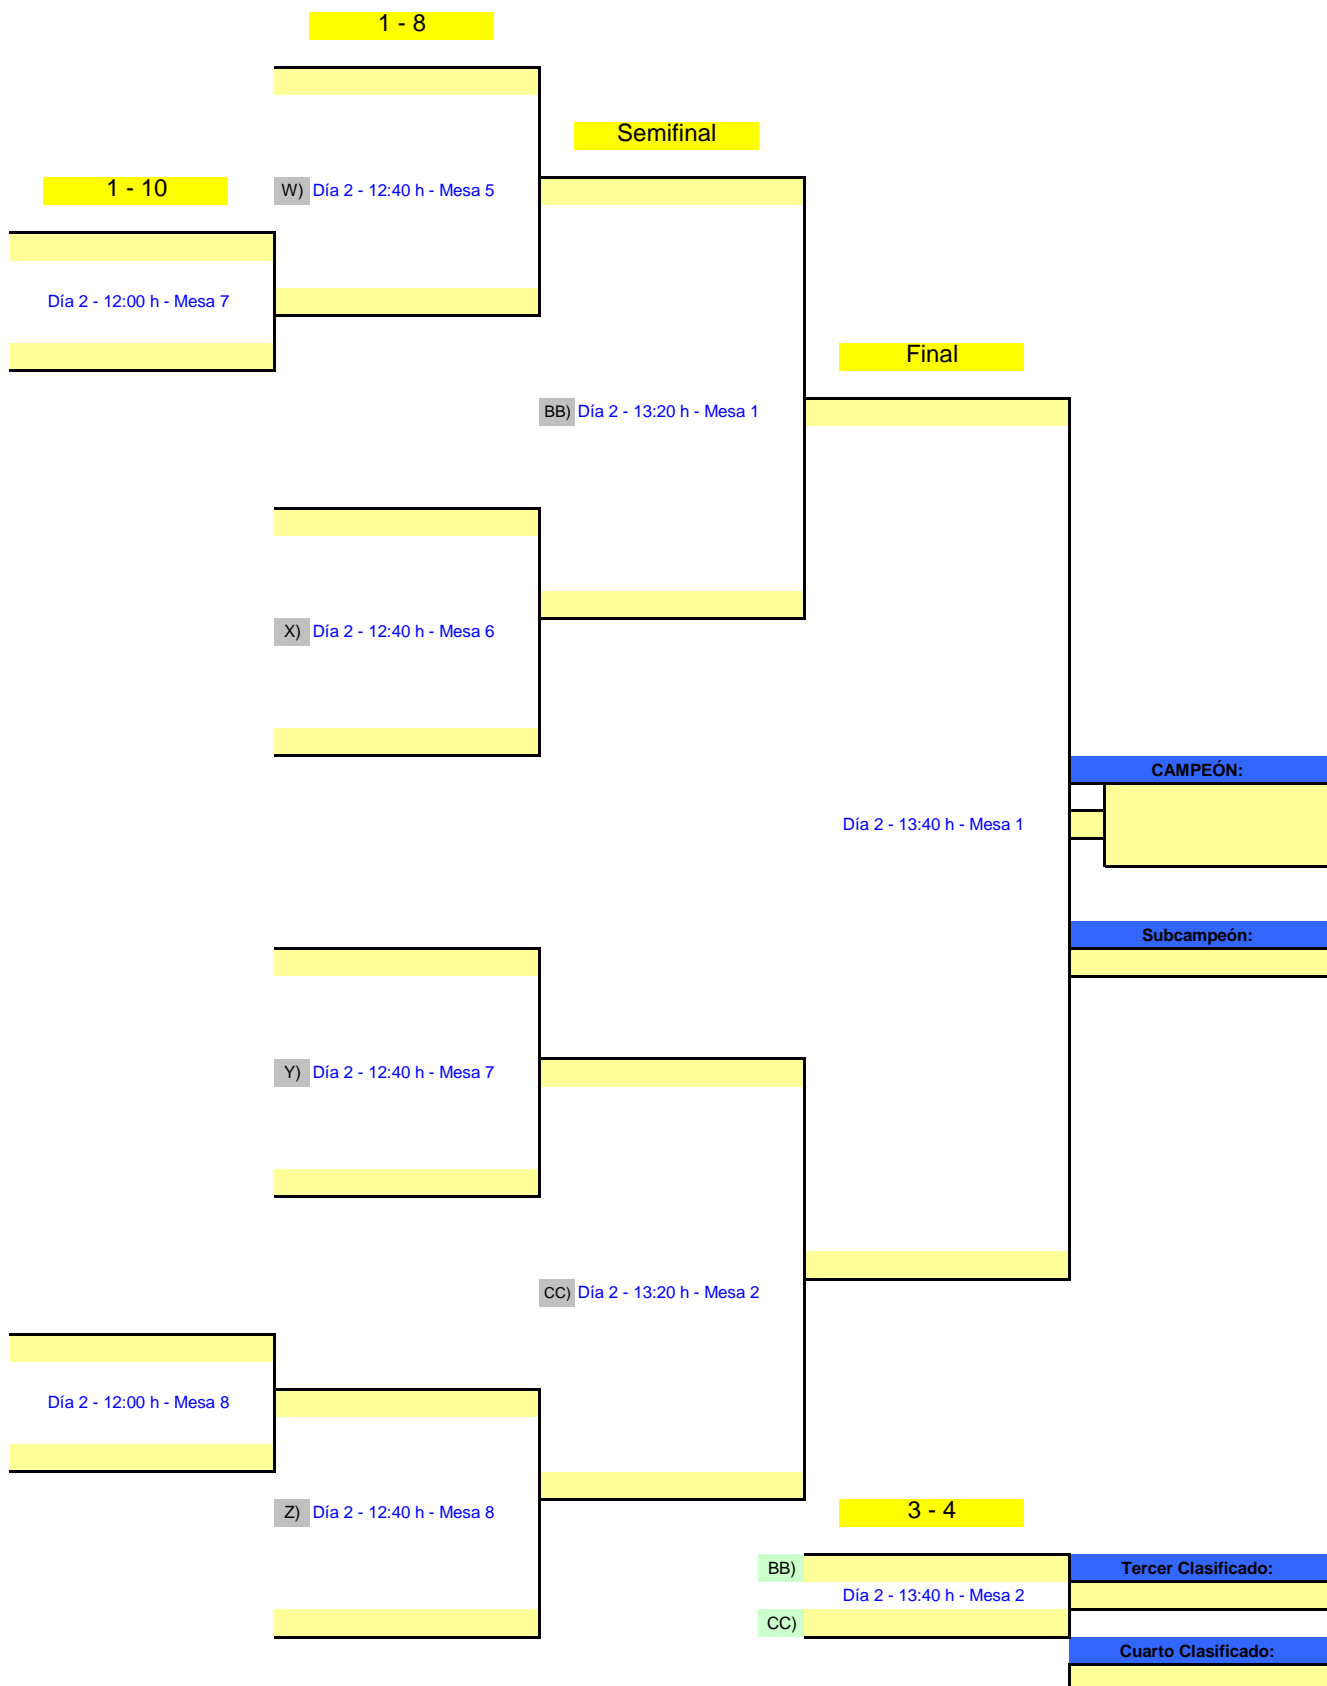 1 - 8
Semifinal
1 - 10
W) Día 2 - 12:40 h - Mesa 5
Día 2 - 12:00 h - Mesa 7
Final
BB) Día 2 - 13:20 h - Mesa 1
X) Día 2 - 12:40 h - Mesa 6
CAMPEÓN:
Día 2 - 13:40 h - Mesa 1
Subcampeón:
Y) Día 2 - 12:40 h - Mesa 7
CC) Día 2 - 13:20 h - Mesa 2
Día 2 - 12:00 h - Mesa 8
Z) Día 2 - 12:40 h - Mesa 8
3 - 4
BB)
Tercer Clasificado:
Día 2 - 13:40 h - Mesa 2
CC)
Cuarto Clasificado: